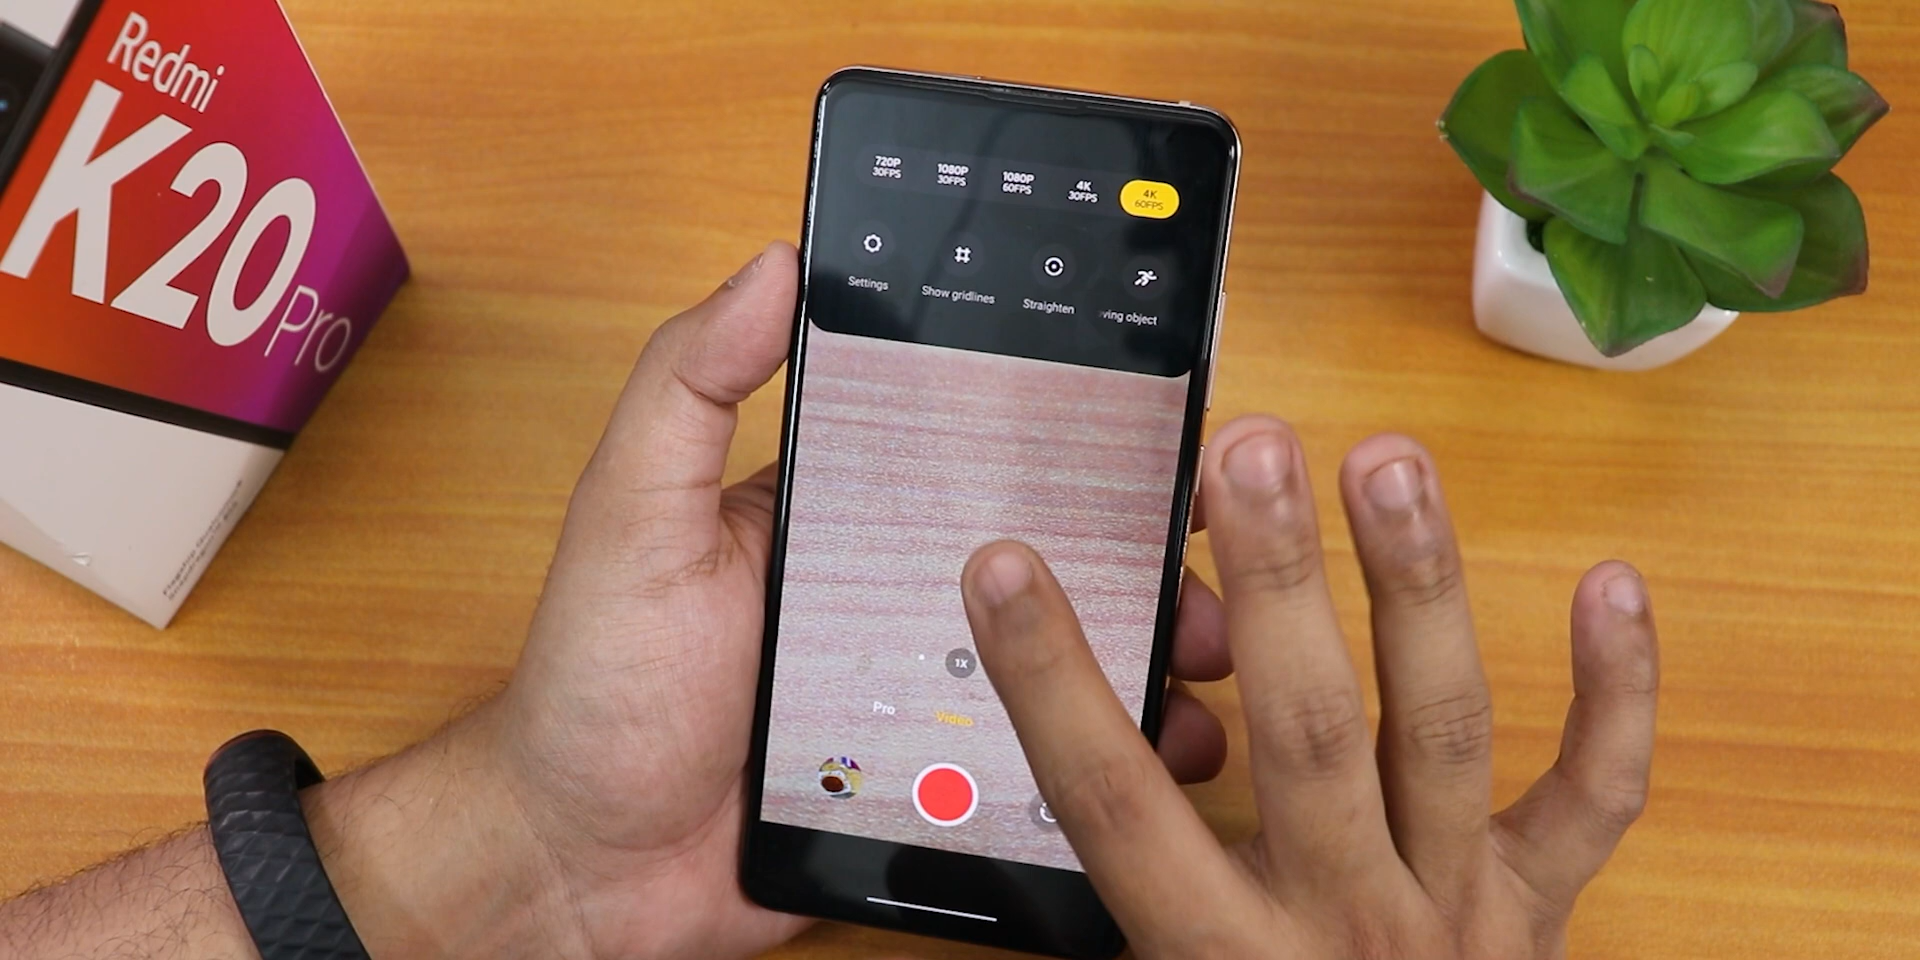 Redmi
K20 Pro
720P
30FPS
1080P
30FPS
1080P
60FPS
4K
30FPS
4K
60FPS
Settings
Show gridlines
Straighten
ving object
1X
Pro
Video